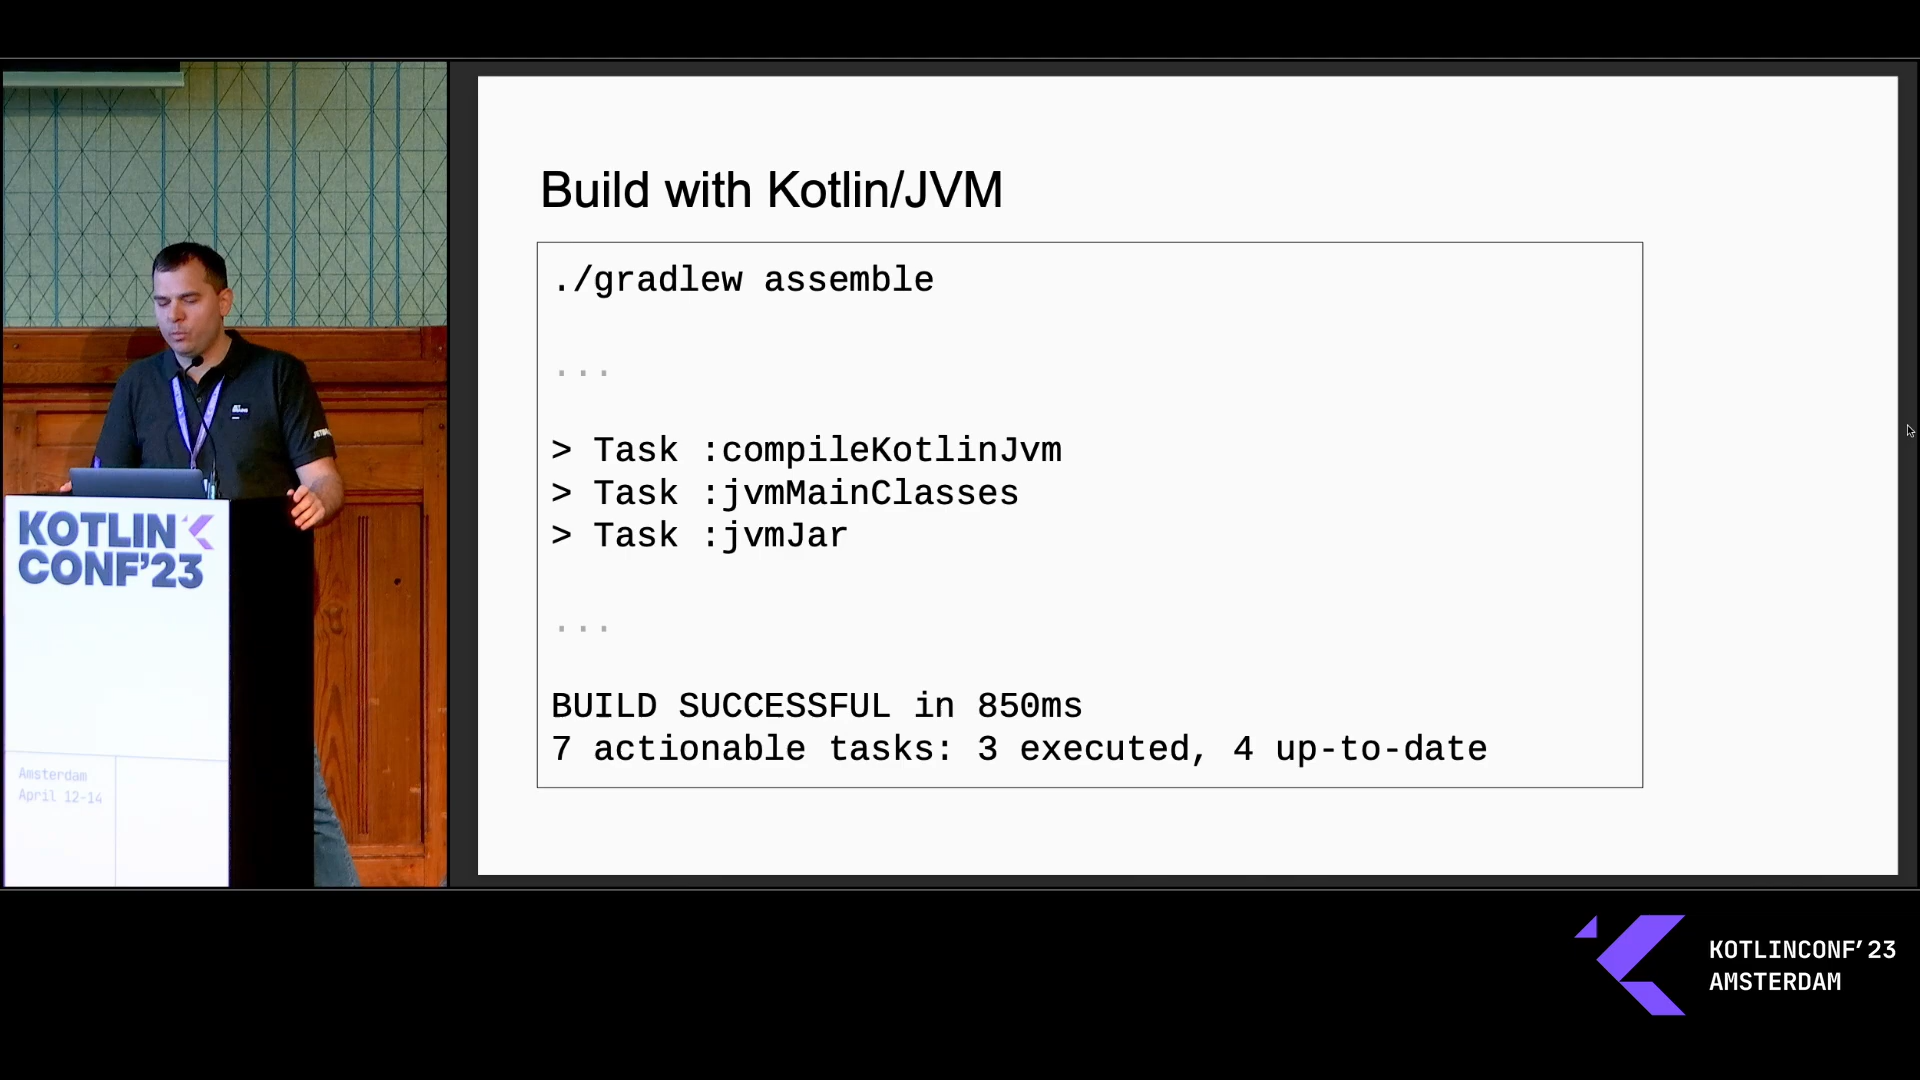 Build with Kotlin/JVM
./gradlew assemble
...
> Task :compileKotlinJvm
> Task :jvmMainClasses
> Task :jvmJar
...
BUILD SUCCESSFUL in 850ms
7 actionable tasks: 3 executed, 4 up-to-date
KOTLIN
CONF’23
Amsterdam
April 12-14
KOTLINCONF’23
AMSTERDAM